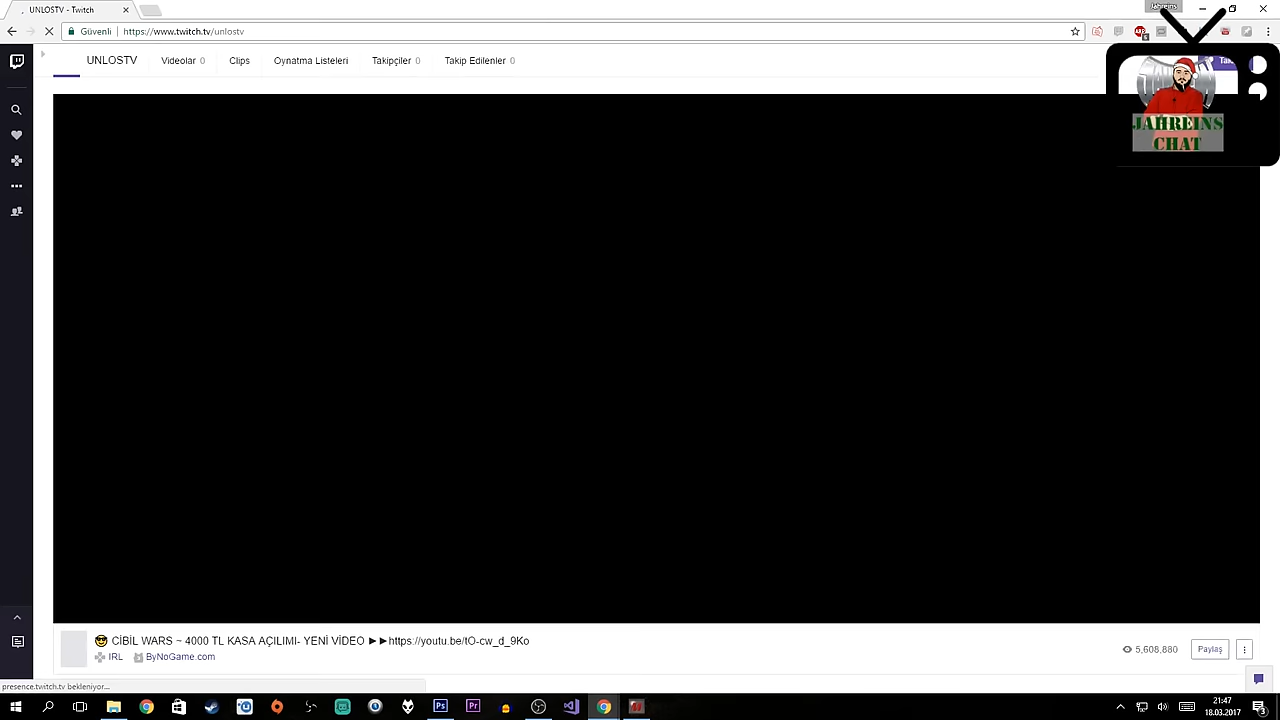 UNLOSTV - Twitch
Jahreins
Güvenli
https://www.twitch.tv/unlostv
UNLOSTV
Videolar 0
Clips
Oynatma Listeleri
Takipçiler 0
Takip Edilenler 0
JAHREINS
CHAT
😎 CİBİL WARS ~ 4000 TL KASA AÇILIMI- YENİ VİDEO ►►https://youtu.be/tO-cw_d_9Ko
IRL
ByNoGame.com
5,608,880
Paylaş
presence.twitch.tv bekleniyor...
21:47
18.03.2017